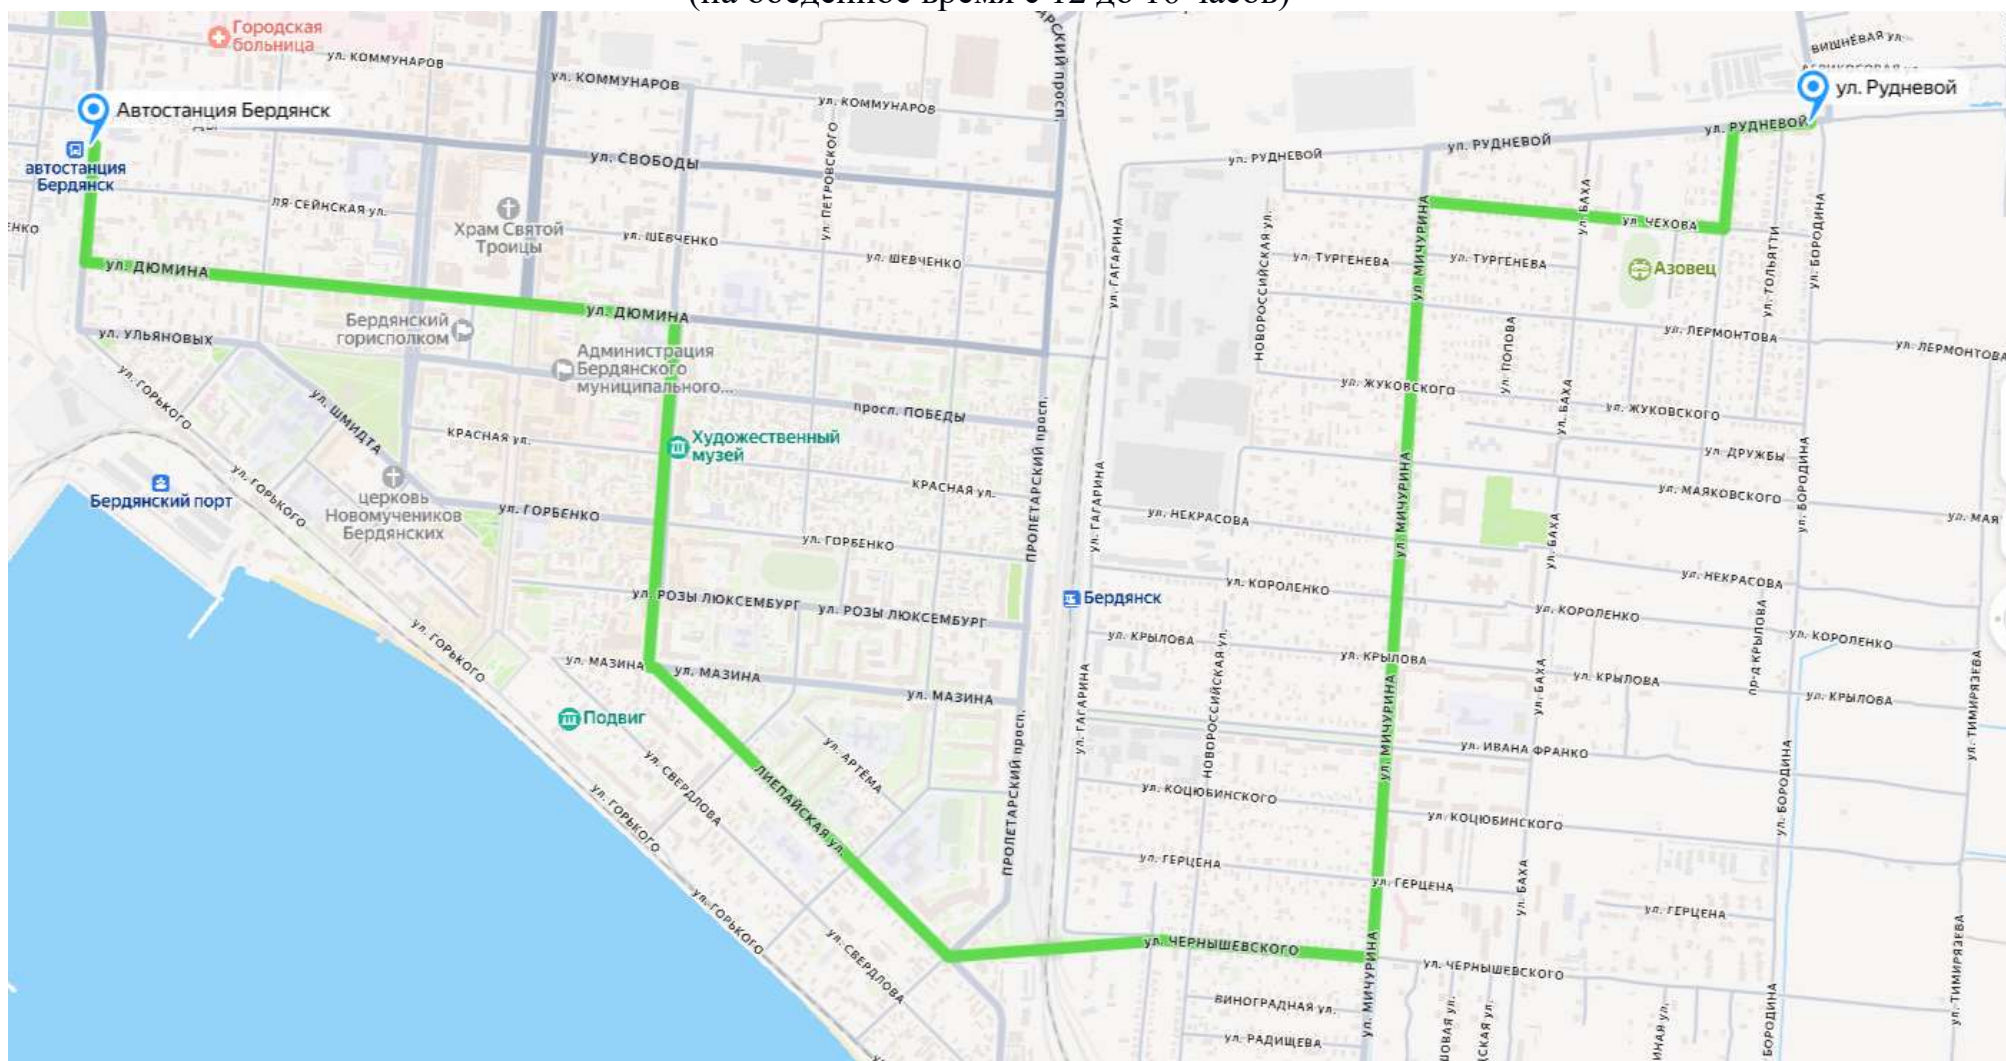 (на обеденное время с 12 до 16 часов)
Городская
больница
ул. КОММУНАРОВ
ул. КОММУНАРОВ
ул. КОММУНАРОВ
ВИШНЁВАЯ ул.
Автостанция Бердянск
ул. Рудневой
автостанция
Бердянск
ул. СВОБОДЫ
ул. ПЕТРОВСКОГО
ул. РУДНЕВОЙ
ул. РУДНЕВОЙ
ул. РУДНЕВОЙ
ЛЯ-СЕЙНСКАЯ ул.
Храм Святой
Троицы
ул. ШЕВЧЕНКО
ул. ШЕВЧЕНКО
ул. ГАГАРИНА
НОВОРОССИЙСКАЯ ул.
ул. МИЧУРИНА
ул. БАХА
ул. ЧЕХОВА
ул. ТОЛЬЯТТИ
ул. БОРОДИНА
ул. ТУРГЕНЕВА
ул. ТУРГЕНЕВА
Азовец
ул. ДЮМИНА
ул. ДЮМИНА
Бердянский
горисполком
ул. УЛЬЯНОВЫХ
Администрация
Бердянского
муниципального...
ул. ПОПОВА
ул. ЛЕРМОНТОВА
ул. ЛЕРМОНТОВА
ул. ГОРЬКОГО
ул. ШМИДТА
просп. ПОБЕДЫ
ул. ЖУКОВСКОГО
ул. ЖУКОВСКОГО
ул. БАХА
КРАСНАЯ ул.
Художественный
музей
КРАСНАЯ ул.
ПРОЛЕТАРСКИЙ просп.
ул. ГАГАРИНА
ул. МИЧУРИНА
ул. ДРУЖБЫ
ул. МАЯКОВСКОГО
ул. БОРОДИНА
ул. МАЯ
Бердянский порт
ул. ГОРЬКОГО
церковь
Новомучеников
Бердянских
ул. ГОРБЕНКО
ул. ГОРБЕНКО
ул. НЕКРАСОВА
ул. БАХА
ул. НЕКРАСОВА
Бердянск
ул. КОРОЛЕНКО
ул. КОРОЛЕНКО
ул. КОРОЛЕНКО
ул. РОЗЫ ЛЮКСЕМБУРГ
ул. РОЗЫ ЛЮКСЕМБУРГ
ул. ГОРЬКОГО
ул. КРЫЛОВА
ул. КРЫЛОВА
ул. КРЫЛОВА
ул. КРЫЛОВА
пр-д КРЫЛОВА
НОВОРОССИЙСКАЯ ул.
ул. МАЗИНА
ул. МАЗИНА
ул. МАЗИНА
ул. ГАГАРИНА
ул. МИЧУРИНА
ул. БАХА
ул. ТИМИРЯЗЕВА
Подвиг
ул. СВЕРДЛОВА
ул. АРТЁМА
ЛИЕПАЙСКАЯ ул.
ПРОЛЕТАРСКИЙ просп.
ул. ИВАНА ФРАНКО
ул. КОЦЮБИНСКОГО
ул. КОЦЮБИНСКОГО
ул. БОРОДИНА
ул. ГОРЬКОГО
ул. ГЕРЦЕНА
ул. ГЕРЦЕНА
ул. ГЕРЦЕНА
ул. БАХА
ул. ГОРЬКОГО
ул. СВЕРДЛОВА
ул. ЧЕРНЫШЕВСКОГО
ул. ЧЕРНЫШЕВСКОГО
ул. МИЧУРИНА
ул. ТИМИРЯЗЕВА
ВИНОГРАДНАЯ ул.
ул. РАДИЩЕВА